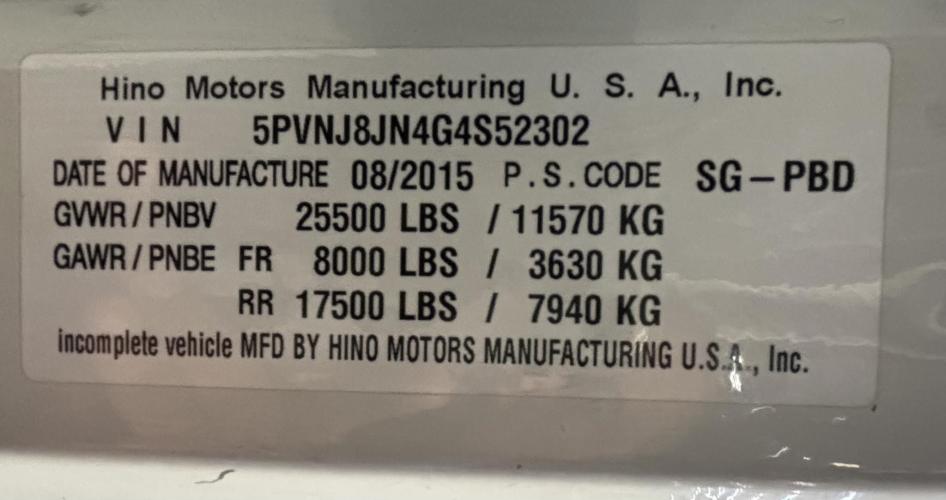 Hino Motors Manufacturing U. S. A., Inc.
VIN 5PVNJ8JN4G4S52302
DATE OF MANUFACTURE 08/2015 P.S.CODE SG-PBD
GVWR/PNBV 25500 LBS / 11570 KG
GAWR/PNBE FR 8000 LBS / 3630 KG
RR 17500 LBS / 7940 KG
incomplete vehicle MFD BY HINO MOTORS MANUFACTURING U.S.A., Inc.